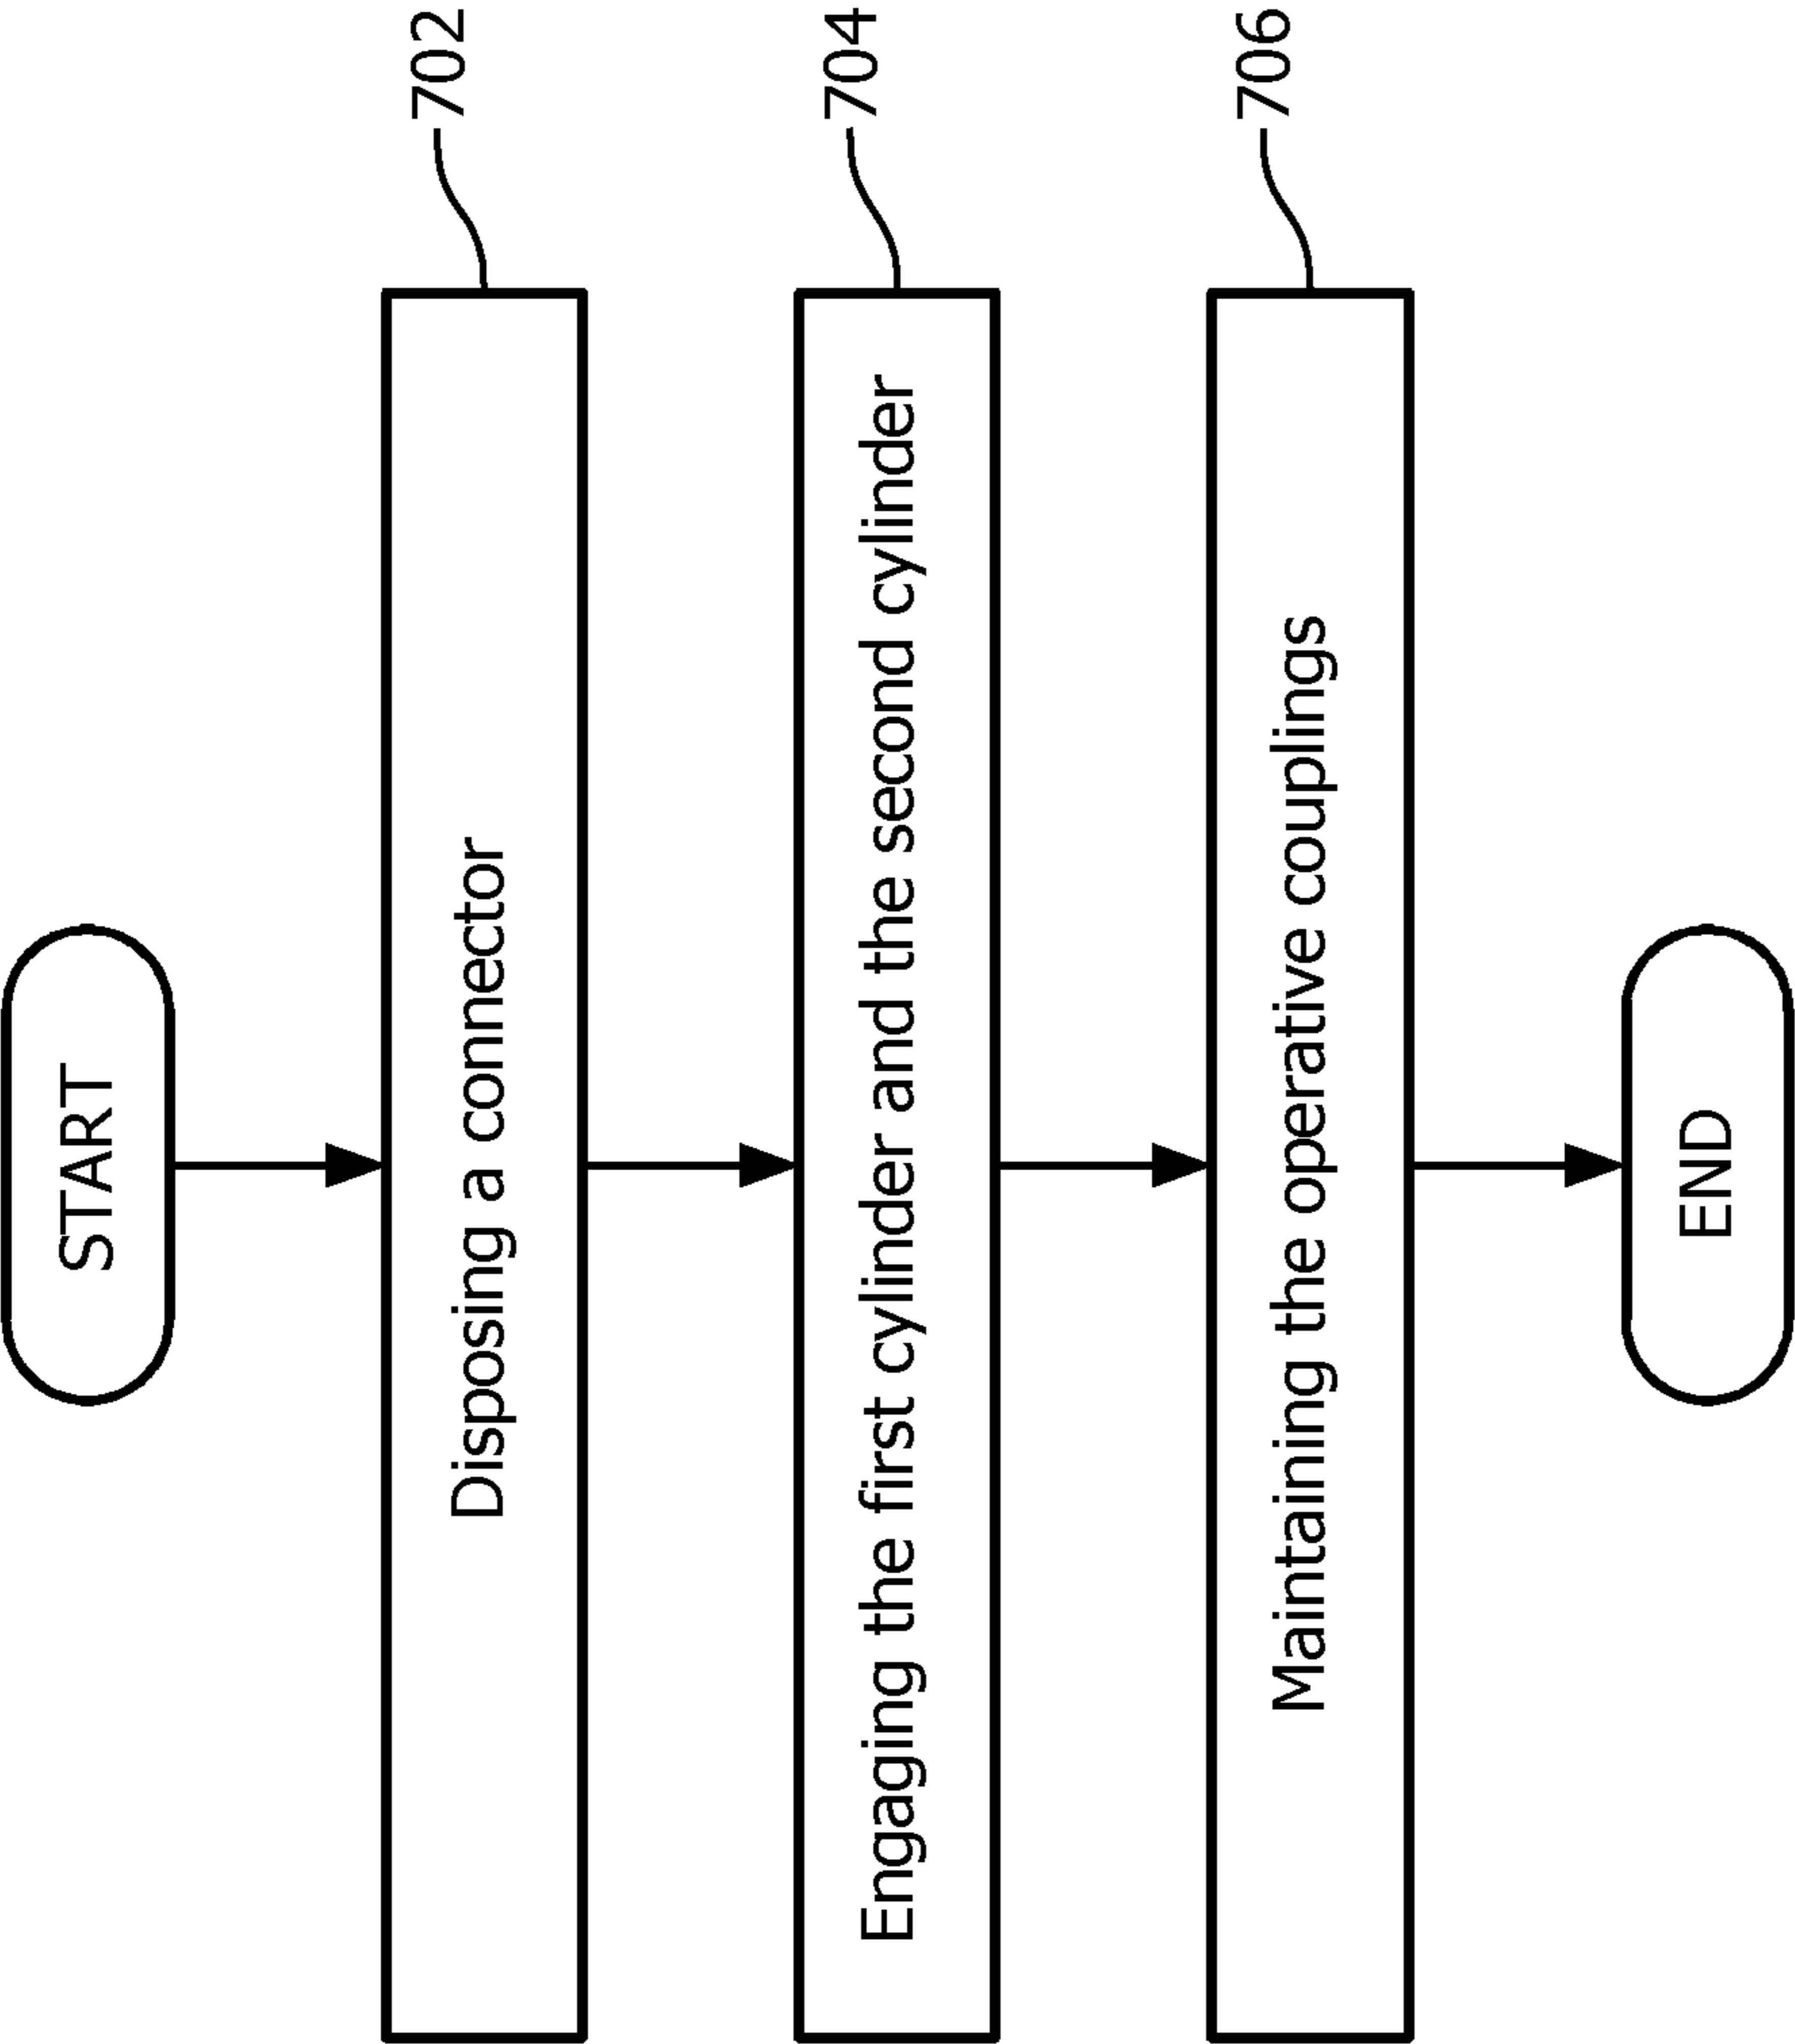 START
Disposing a connector
702
Engaging the first cylinder and the second cylinder
704
Maintaining the operative couplings
706
END